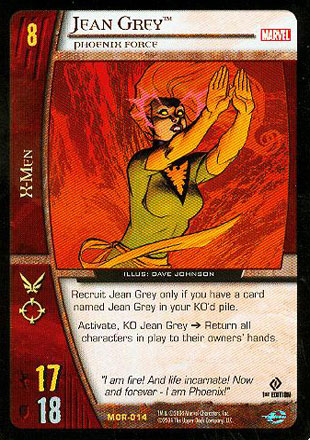 8
JEAN GREY™
PHOENIX FORCE
MARVEL
X-MEN
ILLUS: DAVE JOHNSON
Recruit Jean Grey only if you have a card
named Jean Grey in your KO'd pile.
Activate, KO Jean Grey ➔ Return all
characters in play to their owners' hands.
17
18
"I am fire! And life incarnate! Now
and forever - I am Phoenix!"
1ST EDITION
MOR-014